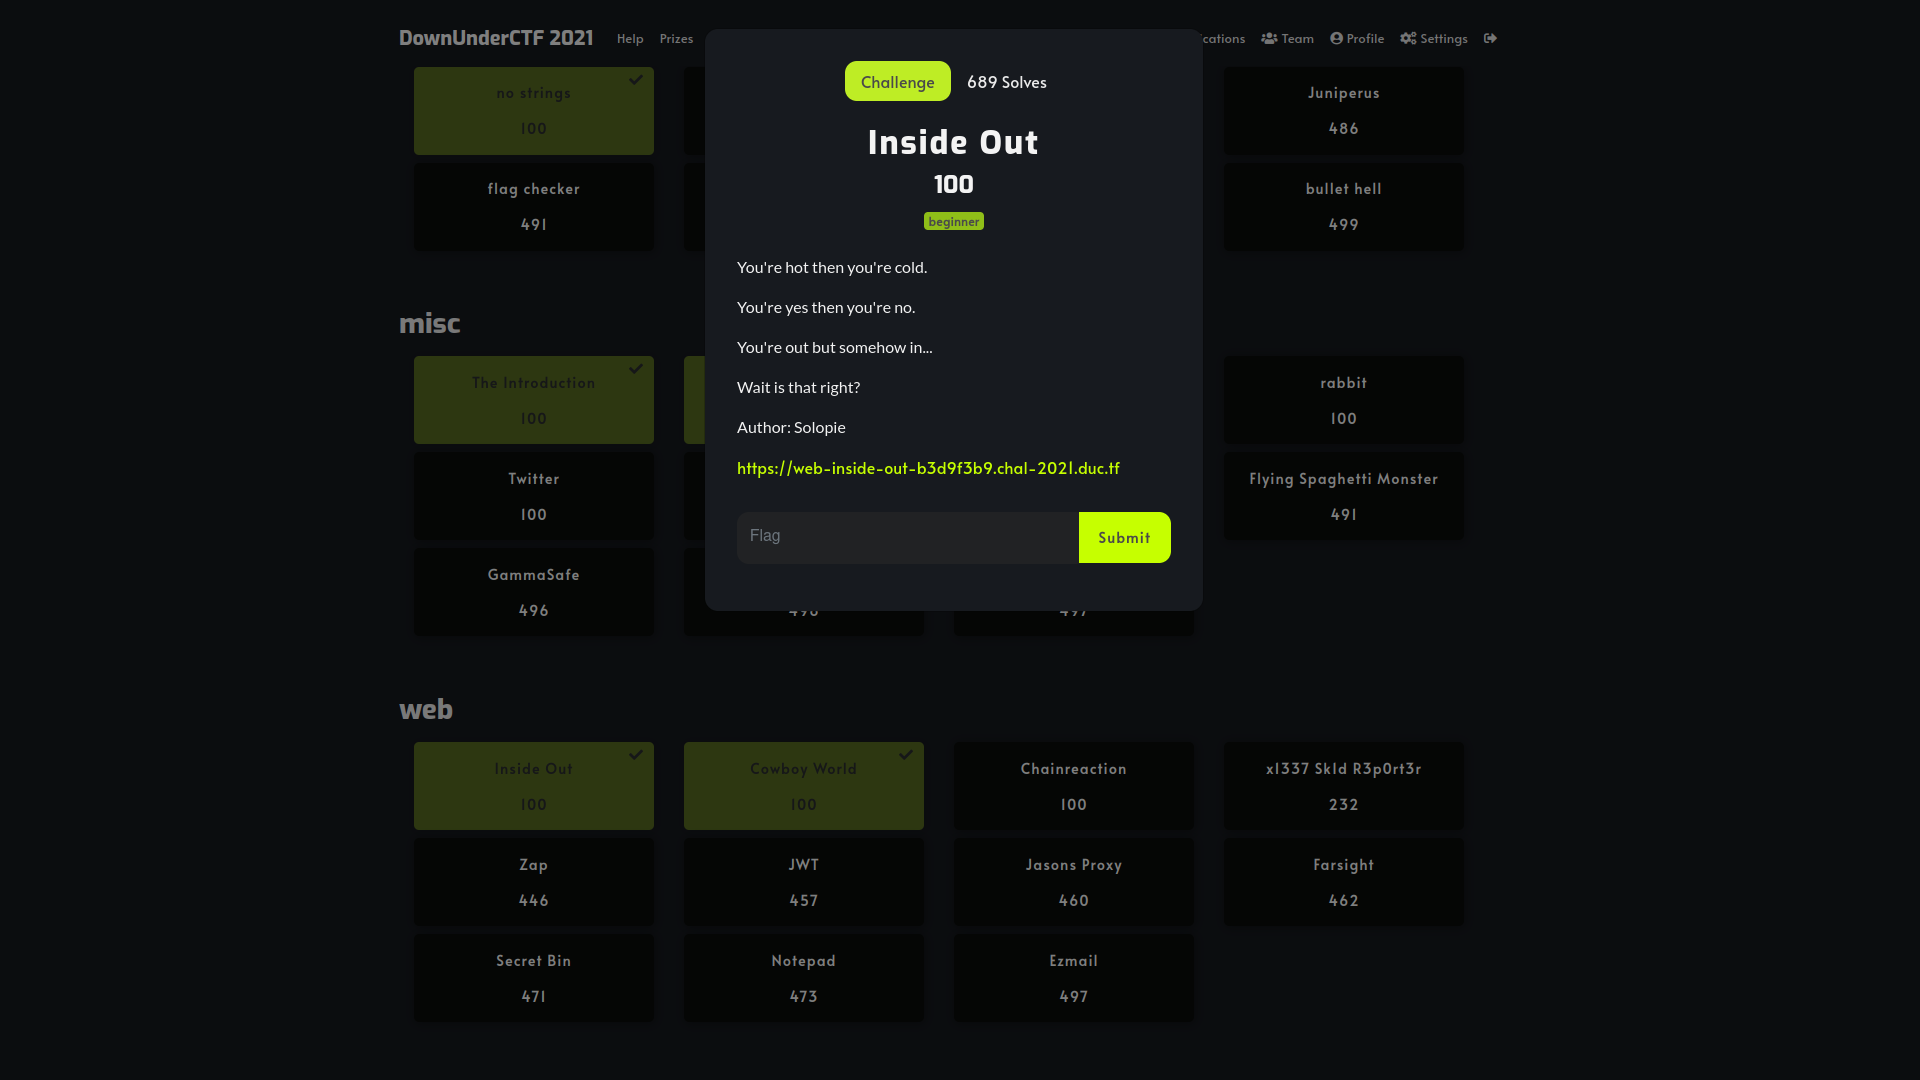 DownUnderCTF 2021 Help Prizes
Team Profile Settings
Challenge 689 Solves
Inside Out
100
beginner
You're hot then you're cold.
You're yes then you're no.
You're out but somehow in...
Wait is that right?
Author: Solopie
https://web-inside-out-b3d9f3b9.chal-2021.duc.tf
Flag Submit
no strings
100
Juniperus
486
flag checker
491
bullet hell
499
misc
The Introduction
100
rabbit
100
Twitter
100
Flying Spaghetti Monster
491
GammaSafe
496
web
Inside Out
100
Cowboy World
100
Chainreaction
100
x1337 Sk1d R3p0rt3r
232
Zap
446
JWT
457
Jasons Proxy
460
Farsight
462
Secret Bin
471
Notepad
473
Ezmail
497